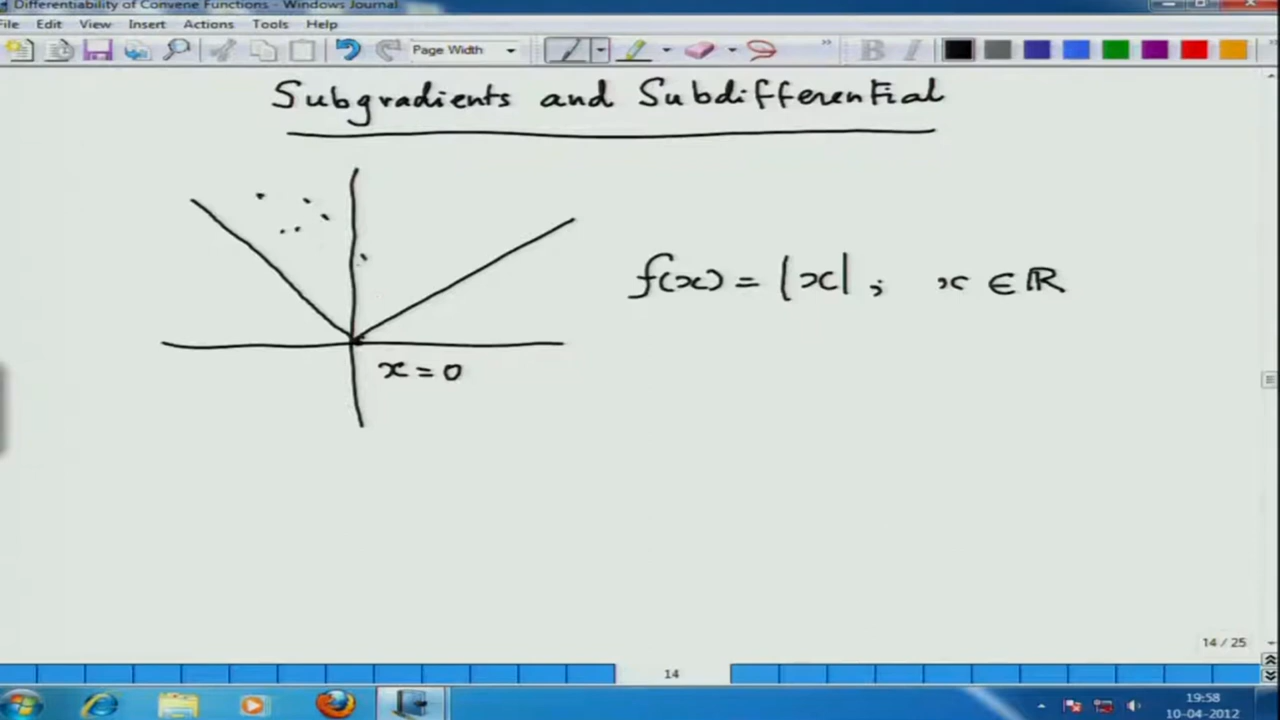 Differentiability of Convene Functions - Windows Journal
File Edit View Insert Actions Tools Help
Page Width
B I
Subgradients and Subdifferential
f(x) = |x| ; x ∈ ℝ
x = 0
14 / 25
14
19:58
10-04-2012